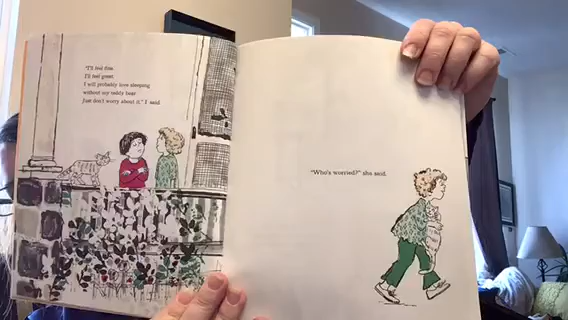 "I'll feel fine.
I'll feel great.
I will probably love sleeping
without my teddy bear.
Just don't worry about it," I said.
"Who's worried?" she said.